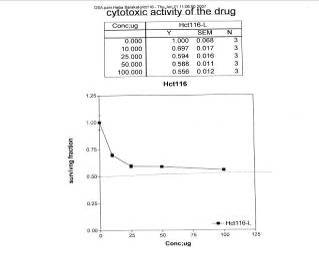 cytotoxic activity of the drug
Conc;ug Hct116-L
Y SEM N
0.000 1.000 0.068 3
10.000 0.697 0.017 3
25.000 0.594 0.016 3
50.000 0.588 0.011 3
100.000 0.556 0.012 3
Hct116
1.25
1.00
0.75
0.50
0.25
0.00
surviving fraction
0 25 50 75 100 125
Conc;ug
Hct116-L